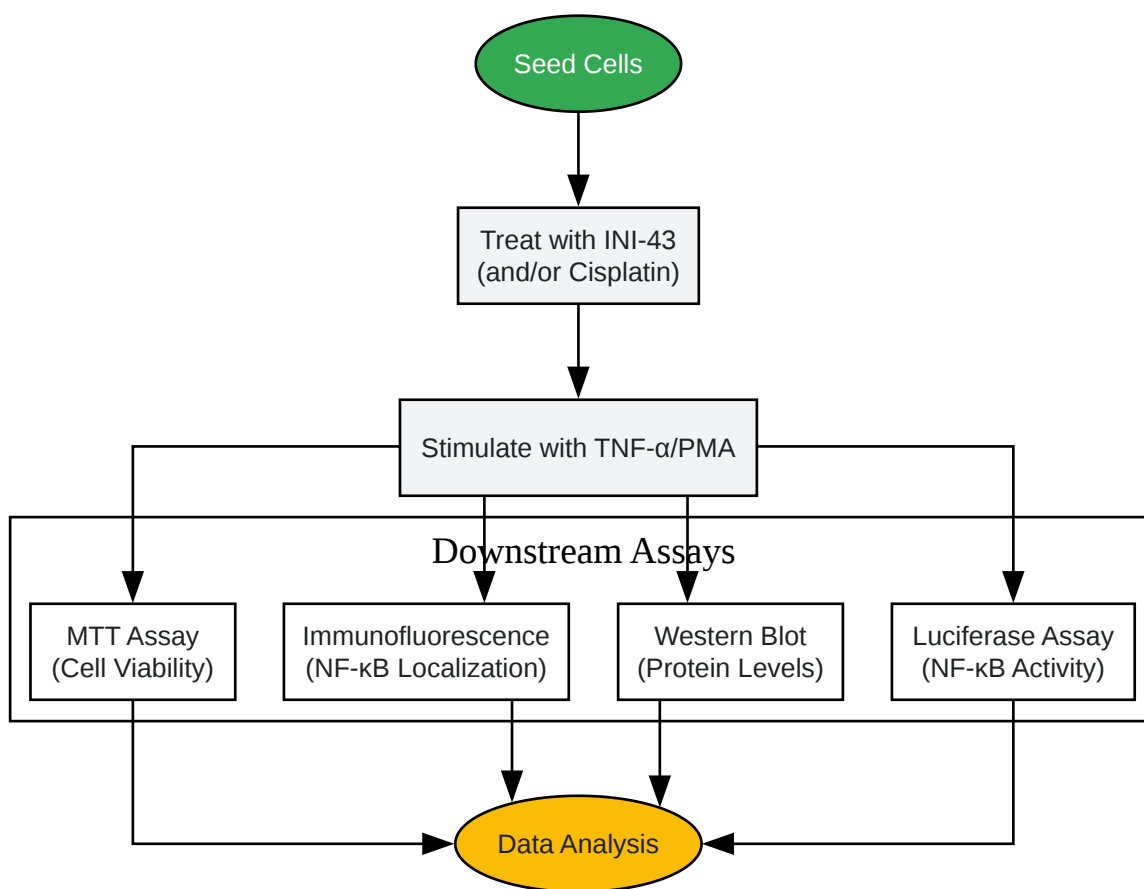 Seed Cells
Treat with INI-43
(and/or Cisplatin)
Stimulate with TNF-α/PMA
Downstream Assays
MTT Assay
(Cell Viability)
Immunofluorescence
(NF-κB Localization)
Western Blot
(Protein Levels)
Luciferase Assay
(NF-κB Activity)
Data Analysis